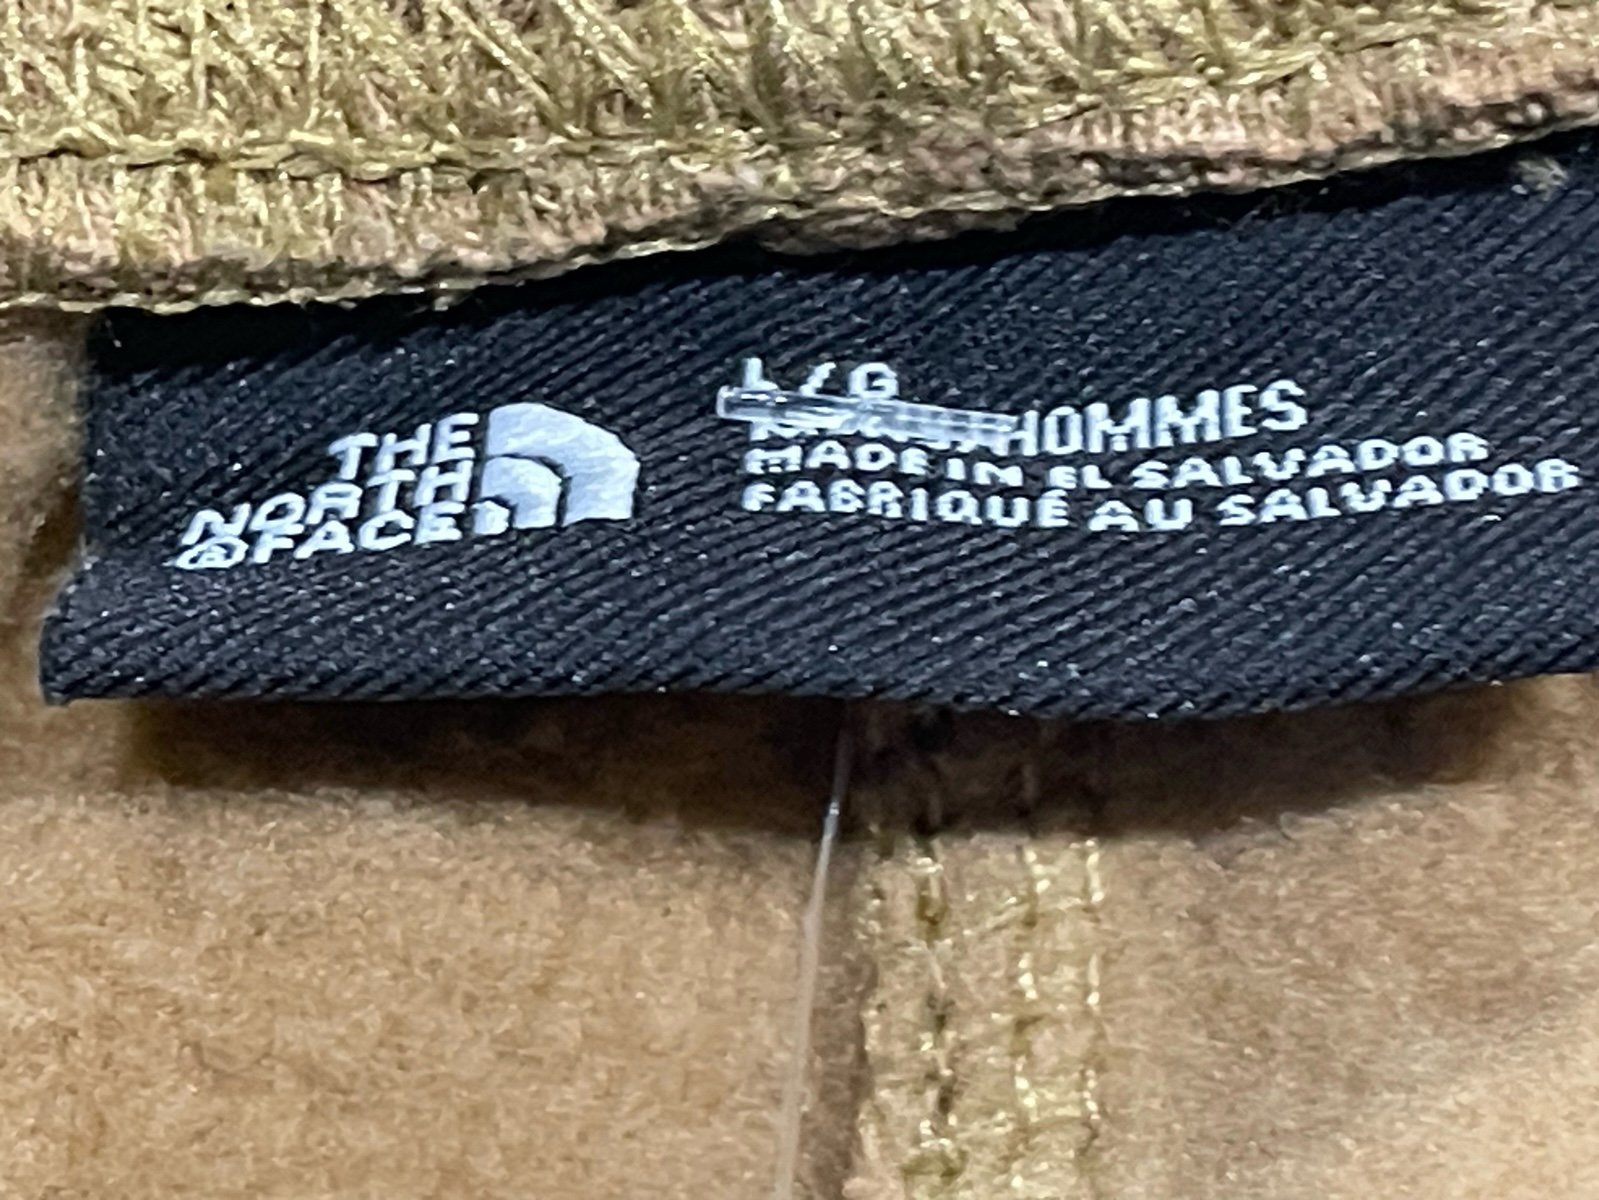 THE
NORTH
®FACE
L / G
HOMMES
MADE IN EL SALVADOR
FABRIQUÉ AU SALVADOR